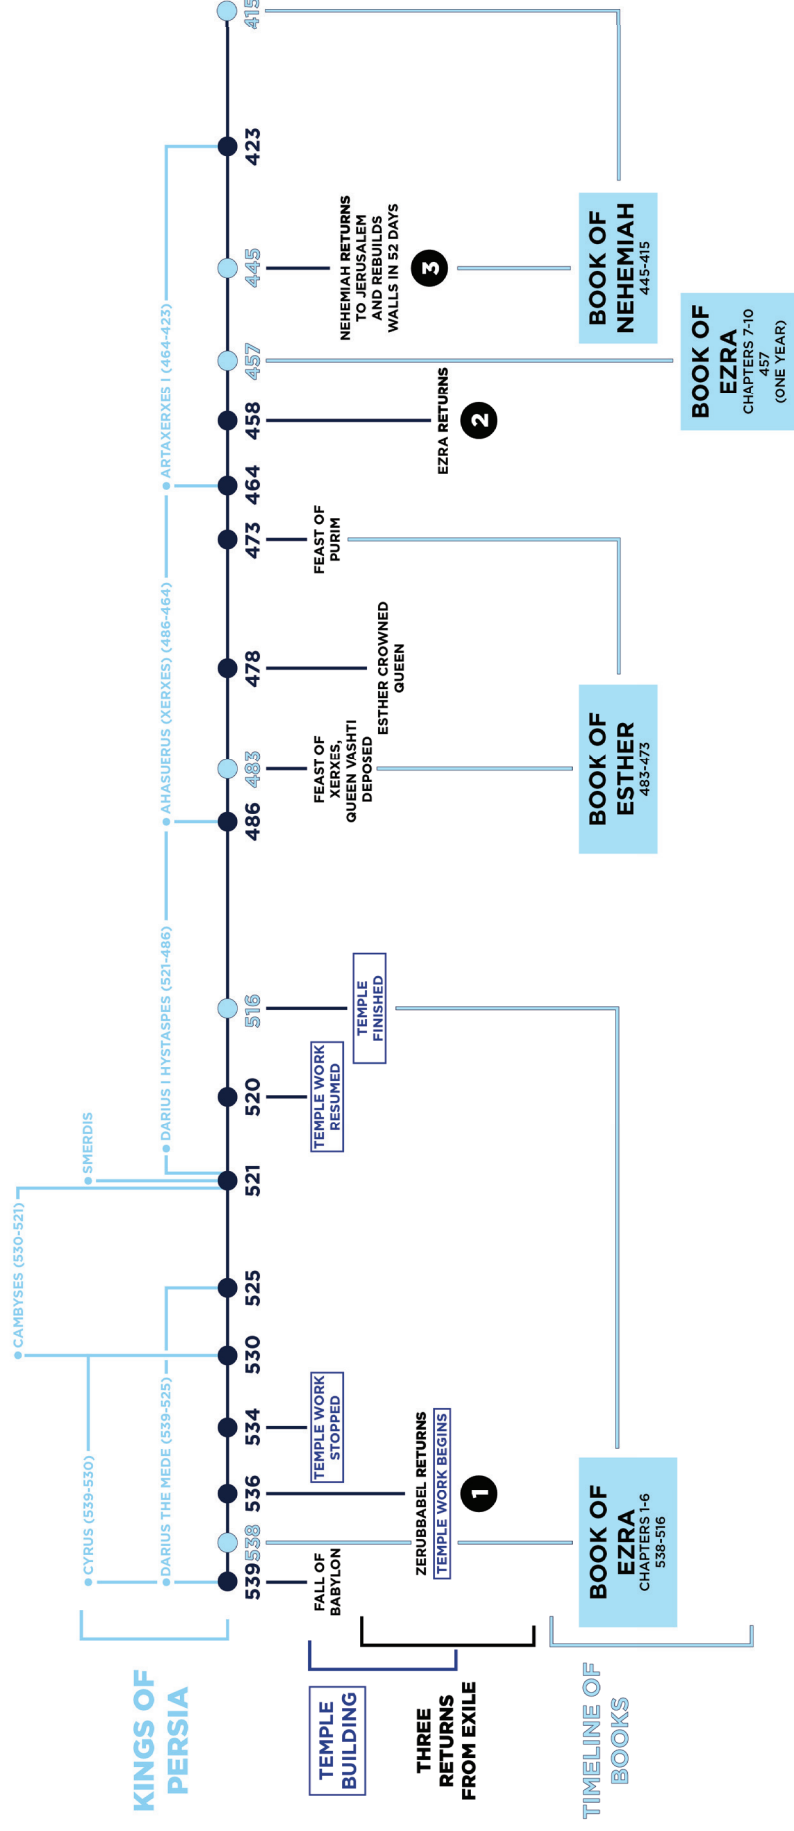 KINGS OF
PERSIA
CYRUS (539-530)
DARIUS THE MEDE (539-525)
CAMBYSES (530-521)
SMERDIS
DARIUS I HYSTASPES (521-486)
AHASUERUS (XERXES) (486-464)
ARTAXERXES I (464-423)
539
538
536
534
530
525
521
520
516
486
483
478
473
464
458
457
445
423
415
TEMPLE
BUILDING
THREE
RETURNS
FROM EXILE
FALL OF
BABYLON
ZERUBBABEL RETURNS
TEMPLE WORK BEGINS
1
TEMPLE WORK
STOPPED
TEMPLE WORK
RESUMED
TEMPLE
FINISHED
FEAST OF
XERXES,
QUEEN VASHTI
DEPOSED
ESTHER CROWNED
QUEEN
FEAST OF
PURIM
EZRA RETURNS
2
NEHEMIAH RETURNS
TO JERUSALEM
AND REBUILDS
WALLS IN 52 DAYS
3
TIMELINE OF
BOOKS
BOOK OF
EZRA
CHAPTERS 1-6
538-516
BOOK OF
ESTHER
483-473
BOOK OF
EZRA
CHAPTERS 7-10
457
(ONE YEAR)
BOOK OF
NEHEMIAH
445-415